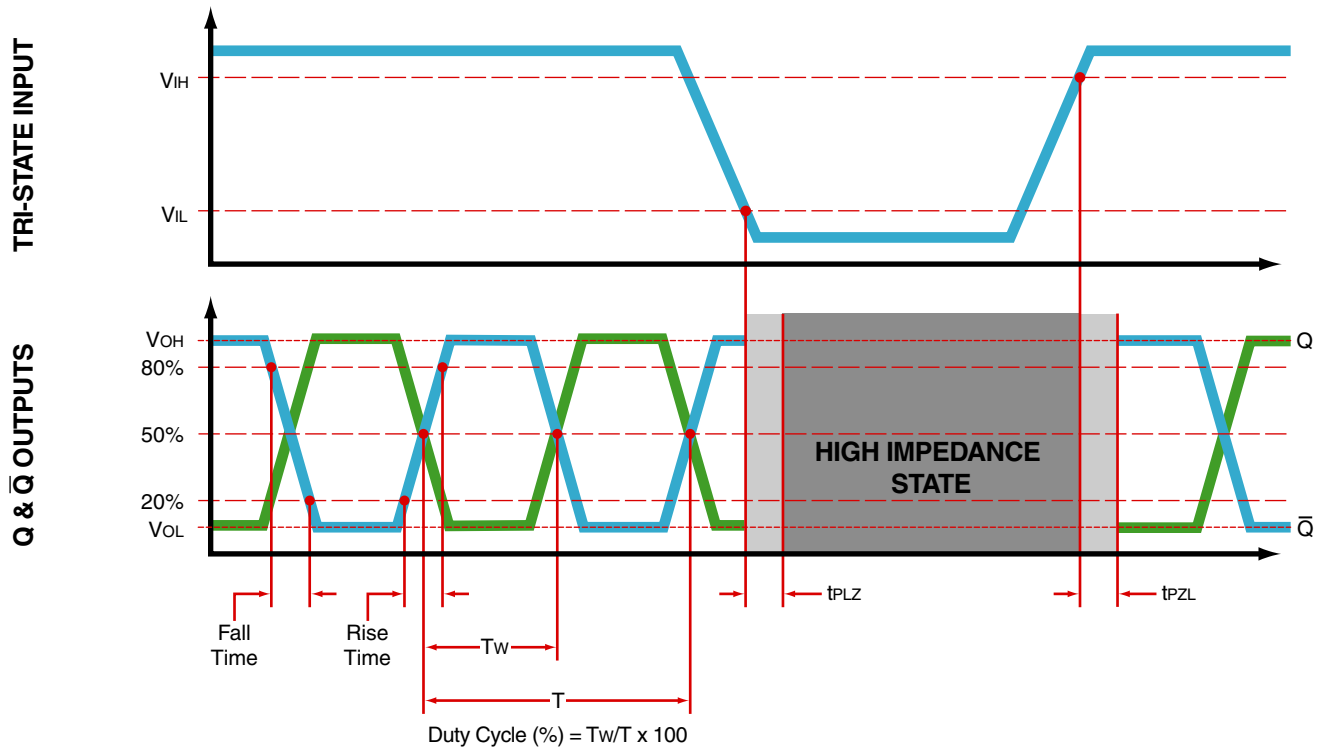 TRI-STATE INPUT
VIH
VIL
Q & Q̅ OUTPUTS
VOH
80%
50%
20%
VOL
Q
Q̅
HIGH IMPEDANCE
STATE
Fall
Time
Rise
Time
tPLZ
tPZL
TW
T
Duty Cycle (%) = TW/T x 100